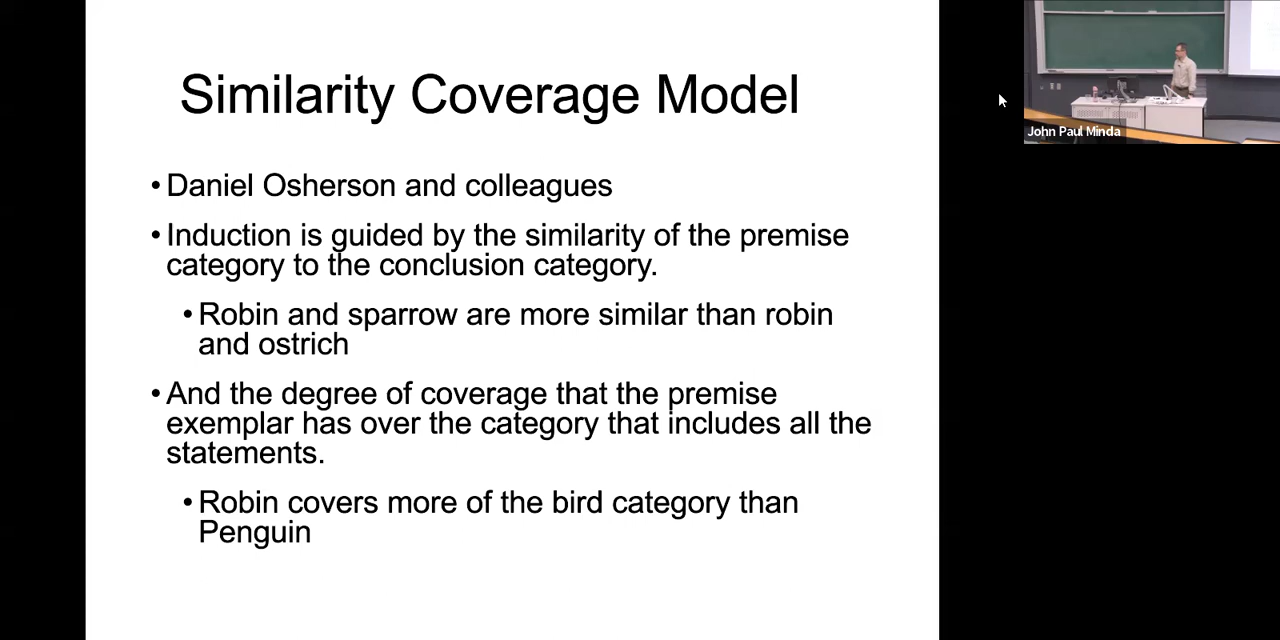 Similarity Coverage Model
•Daniel Osherson and colleagues
•Induction is guided by the similarity of the premise
category to the conclusion category.
•Robin and sparrow are more similar than robin
and ostrich
•And the degree of coverage that the premise
exemplar has over the category that includes all the
statements.
•Robin covers more of the bird category than
Penguin
John Paul Minda